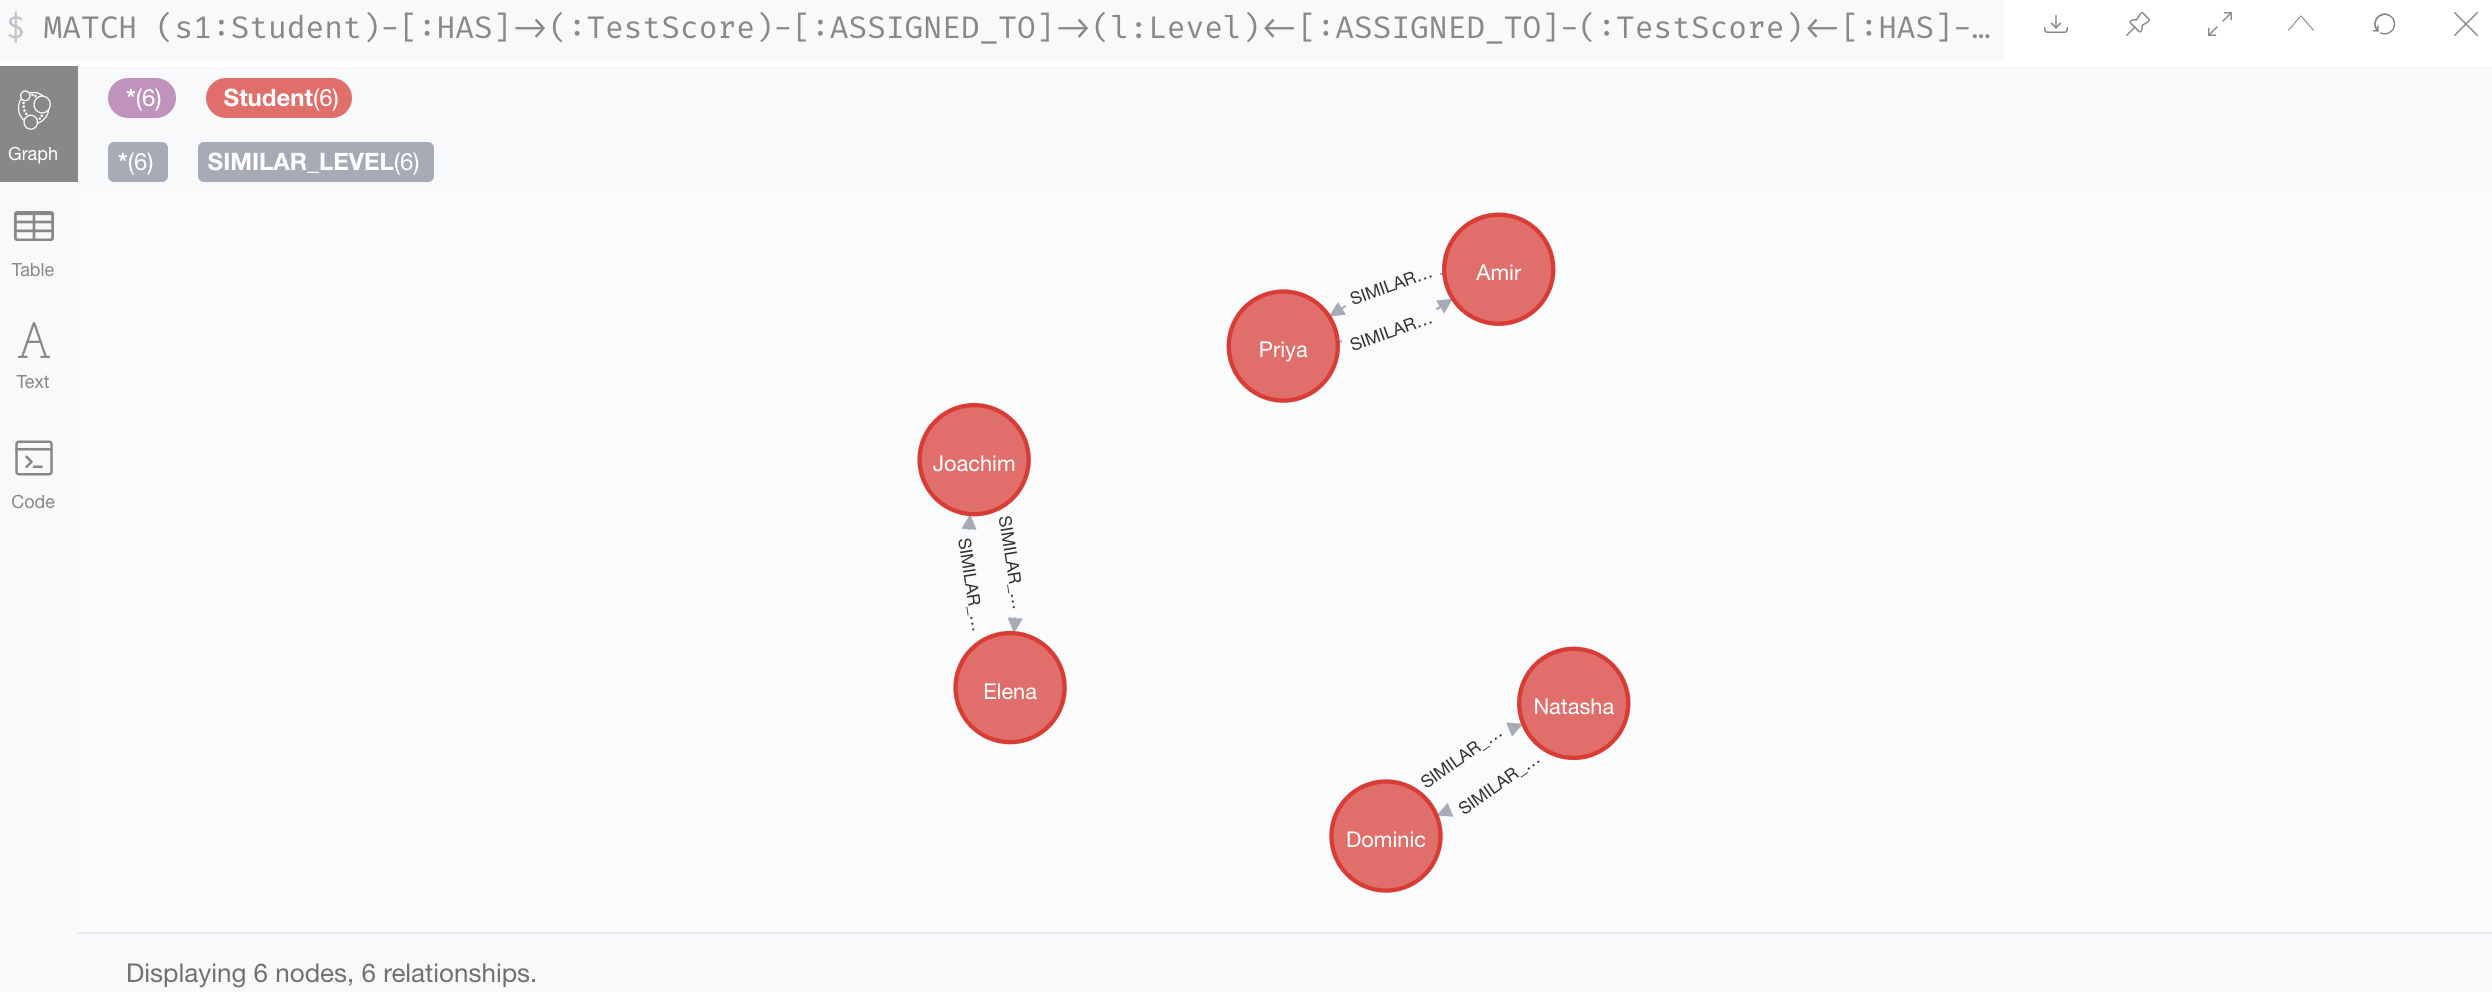 $ MATCH (s1:Student)-[:HAS]→(:TestScore)-[:ASSIGNED_TO]→(l:Level)←[:ASSIGNED_TO]-(:TestScore)←[:HAS]-…
*(6) Student(6)
*(6) SIMILAR_LEVEL(6)
Graph
Table
Text
Code
Amir
SIMILAR…
SIMILAR…
Priya
Joachim
SIMILAR_…
SIMILAR_…
Elena
Natasha
SIMILAR_…
SIMILAR_…
Dominic
Displaying 6 nodes, 6 relationships.